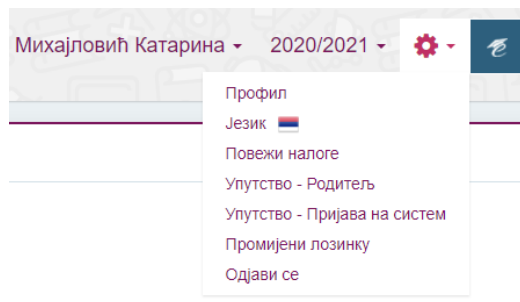 Михајловић Катарина 2020/2021
Профил
Језик
Повежи налоге
Упутство - Родитељ
Упутство - Пријава на систем
Промијени лозинку
Одјави се